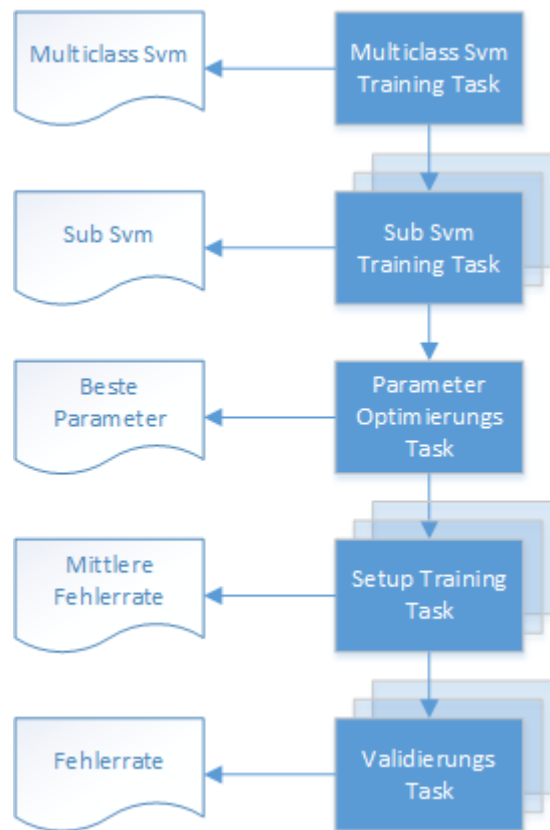 Multiclass Svm
Multiclass Svm
Training Task
Sub Svm
Sub Svm
Training Task
Beste
Parameter
Parameter
Optimierungs
Task
Mittlere
Fehlerrate
Setup Training
Task
Fehlerrate
Validierungs
Task